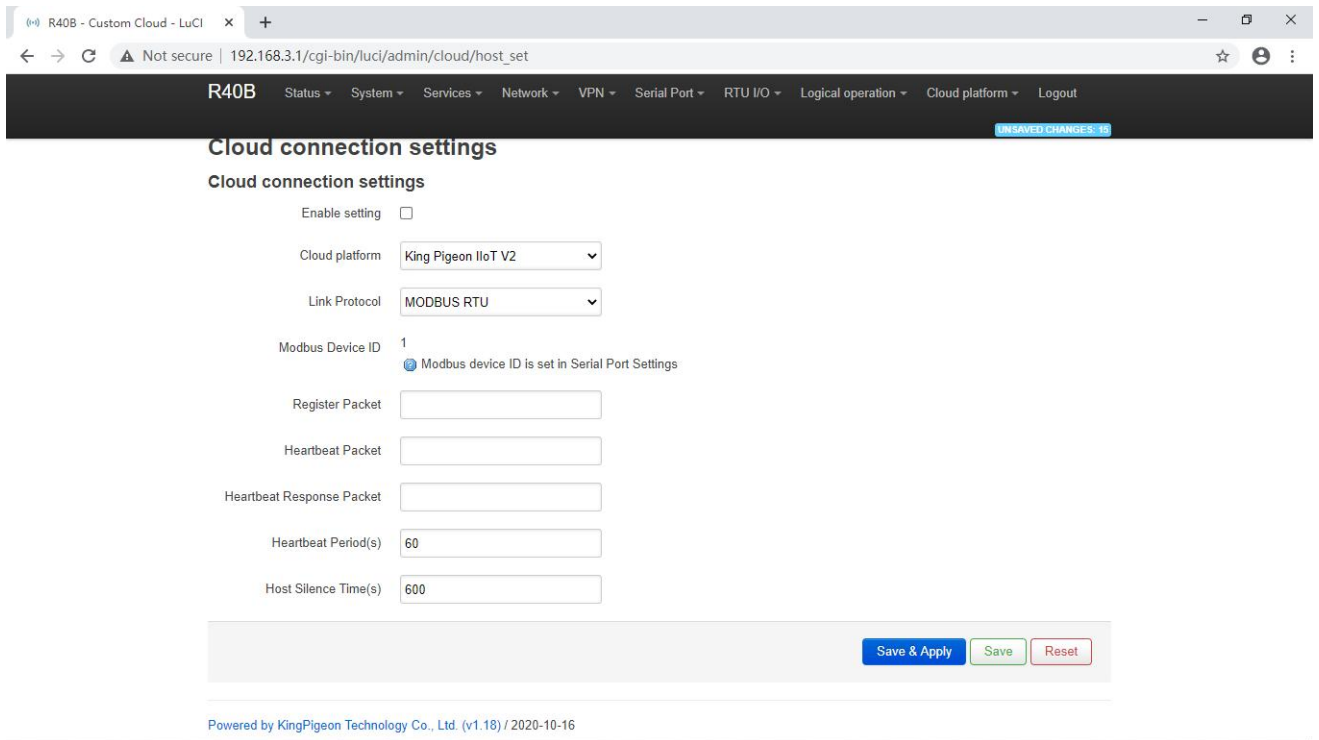 R40B - Custom Cloud - LuCI
Not secure | 192.168.3.1/cgi-bin/luci/admin/cloud/host_set
R40B Status System Services Network VPN Serial Port RTU I/O Logical operation Cloud platform Logout
UNSAVED CHANGES: 15
Cloud connection settings
Cloud connection settings
Enable setting
Cloud platform King Pigeon IIoT V2
Link Protocol MODBUS RTU
Modbus Device ID 1
Modbus device ID is set in Serial Port Settings
Register Packet
Heartbeat Packet
Heartbeat Response Packet
Heartbeat Period(s) 60
Host Silence Time(s) 600
Save & Apply Save Reset
Powered by KingPigeon Technology Co., Ltd. (v1.18) / 2020-10-16